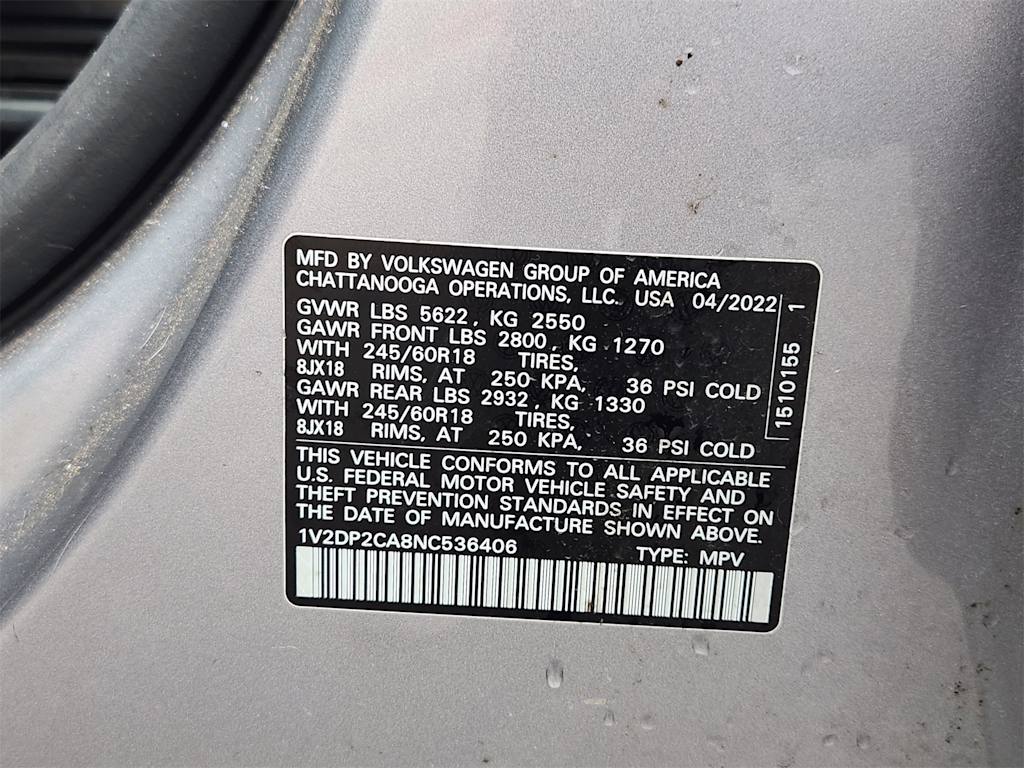 MFD BY VOLKSWAGEN GROUP OF AMERICA
CHATTANOOGA OPERATIONS, LLC. USA 04/2022
GVWR LBS 5622, KG 2550
GAWR FRONT LBS 2800, KG 1270
WITH 245/60R18 TIRES,
8JX18 RIMS, AT 250 KPA, 36 PSI COLD
GAWR REAR LBS 2932, KG 1330
WITH 245/60R18 TIRES,
8JX18 RIMS, AT 250 KPA, 36 PSI COLD
1510155 1
THIS VEHICLE CONFORMS TO ALL APPLICABLE
U.S. FEDERAL MOTOR VEHICLE SAFETY AND
THEFT PREVENTION STANDARDS IN EFFECT ON
THE DATE OF MANUFACTURE SHOWN ABOVE.
1V2DP2CA8NC536406 TYPE: MPV